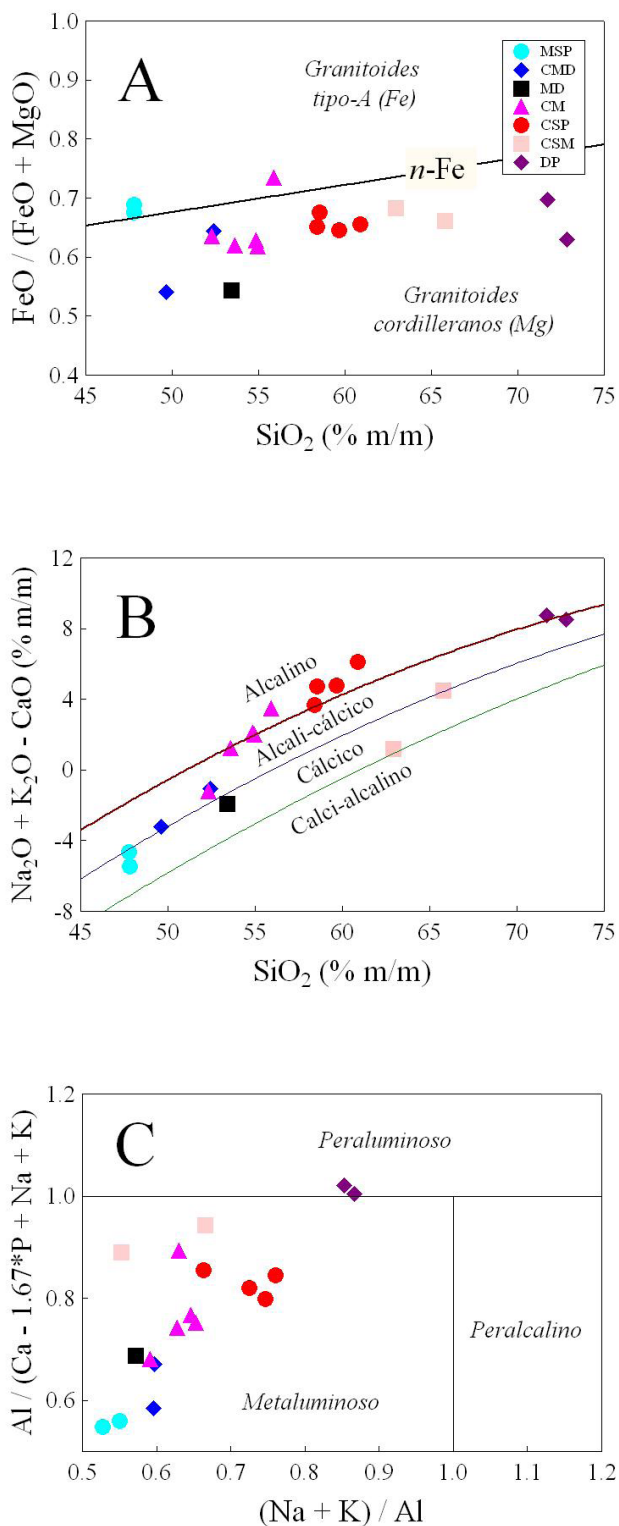 A
Granitoides
tipo-A (Fe)
MSP
CMD
MD
CM
CSP
CSM
DP
n-Fe
Granitoides
cordilleranos (Mg)
FeO / (FeO + MgO)
1.0
0.9
0.8
0.7
0.6
0.5
0.4
45 50 55 60 65 70 75
SiO₂ (% m/m)
B
Na₂O + K₂O - CaO (% m/m)
12
8
4
0
-4
-8
Alcalino
Alcali-cálcico
Cálcico
Calci-alcalino
45 50 55 60 65 70 75
SiO₂ (% m/m)
C
Al / (Ca - 1.67*P + Na + K)
1.2
1.0
0.8
0.6
Peraluminoso
Peralcalino
Metaluminoso
0.5 0.6 0.7 0.8 0.9 1.0 1.1 1.2
(Na + K) / Al